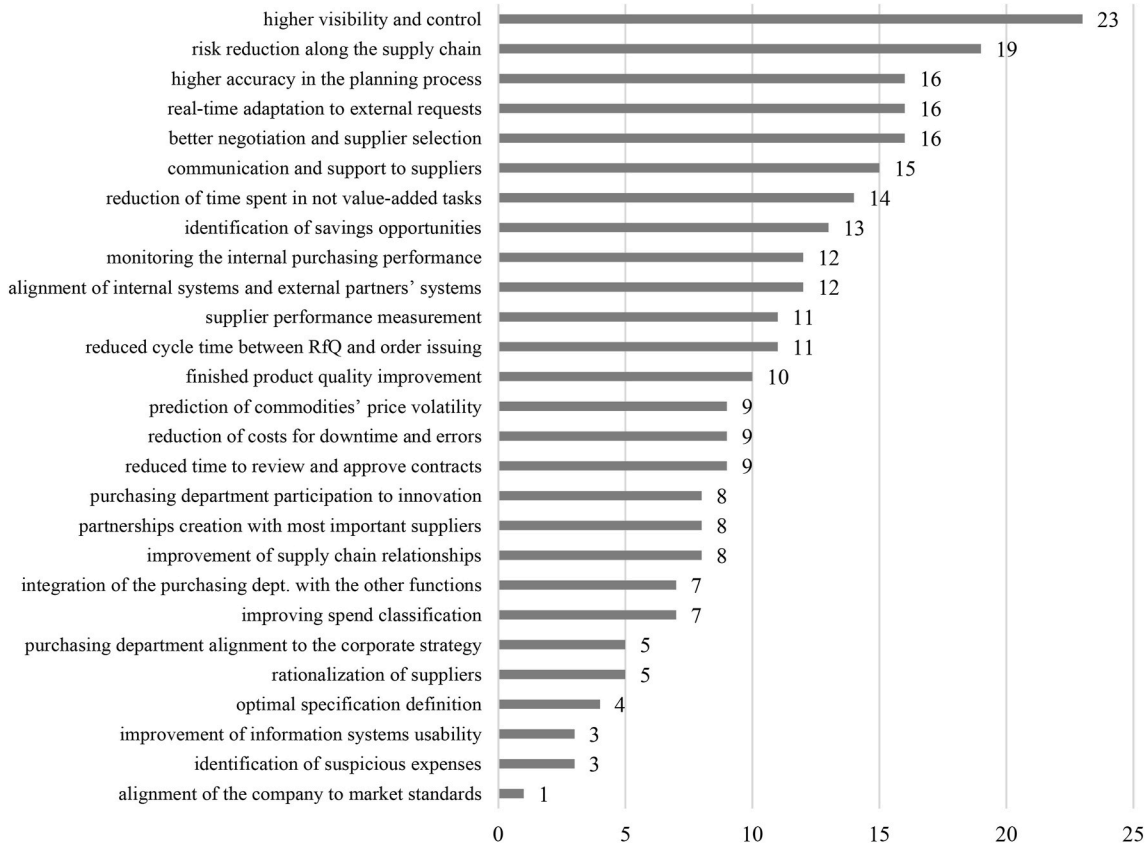 higher visibility and control 23
risk reduction along the supply chain 19
higher accuracy in the planning process 16
real-time adaptation to external requests 16
better negotiation and supplier selection 16
communication and support to suppliers 15
reduction of time spent in not value-added tasks 14
identification of savings opportunities 13
monitoring the internal purchasing performance 12
alignment of internal systems and external partners’ systems 12
supplier performance measurement 11
reduced cycle time between RfQ and order issuing 11
finished product quality improvement 10
prediction of commodities’ price volatility 9
reduction of costs for downtime and errors 9
reduced time to review and approve contracts 9
purchasing department participation to innovation 8
partnerships creation with most important suppliers 8
improvement of supply chain relationships 8
integration of the purchasing dept. with the other functions 7
improving spend classification 7
purchasing department alignment to the corporate strategy 5
rationalization of suppliers 5
optimal specification definition 4
improvement of information systems usability 3
identification of suspicious expenses 3
alignment of the company to market standards 1
0 5 10 15 20 25